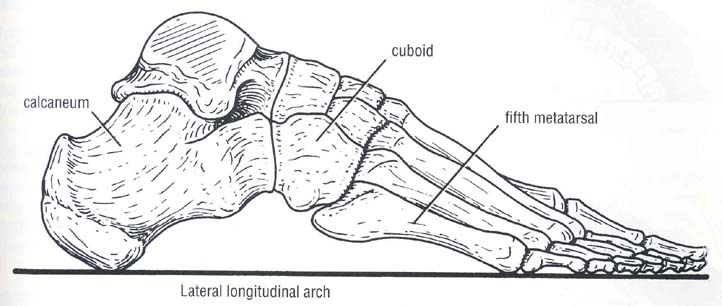 cuboid
calcaneum
fifth metatarsal
Lateral longitudinal arch